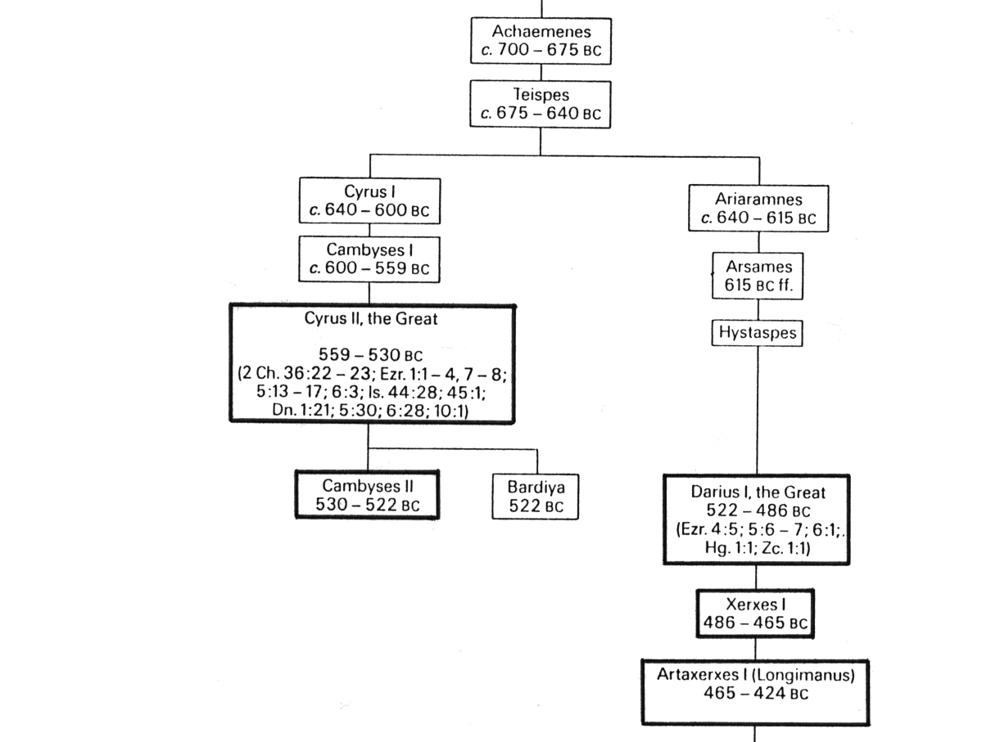 Achaemenes
c. 700 – 675 BC
Teispes
c. 675 – 640 BC
Cyrus I
c. 640 – 600 BC
Ariaramnes
c. 640 – 615 BC
Cambyses I
c. 600 – 559 BC
Arsames
615 BC ff.
Hystaspes
Cyrus II, the Great
559 – 530 BC
(2 Ch. 36:22 – 23; Ezr. 1:1 – 4, 7 – 8;
5:13 – 17; 6:3; Is. 44:28; 45:1;
Dn. 1:21; 5:30; 6:28; 10:1)
Cambyses II
530 – 522 BC
Bardiya
522 BC
Darius I, the Great
522 – 486 BC
(Ezr. 4:5; 5:6 – 7; 6:1;.
Hg. 1:1; Zc. 1:1)
Xerxes I
486 – 465 BC
Artaxerxes I (Longimanus)
465 – 424 BC